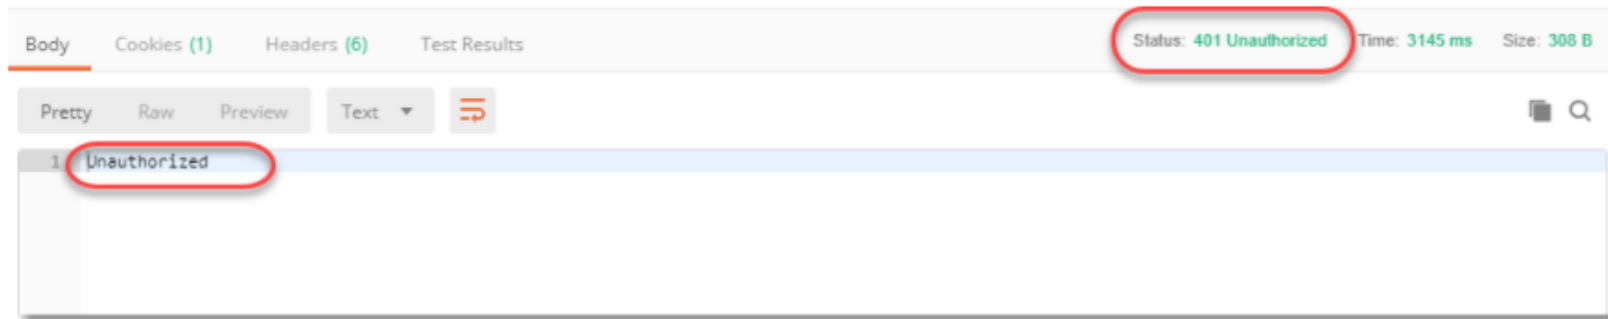 Body Cookies (1) Headers (6) Test Results Status: 401 Unauthorized Time: 3145 ms Size: 308 B
Pretty Raw Preview Text
1 Unauthorized